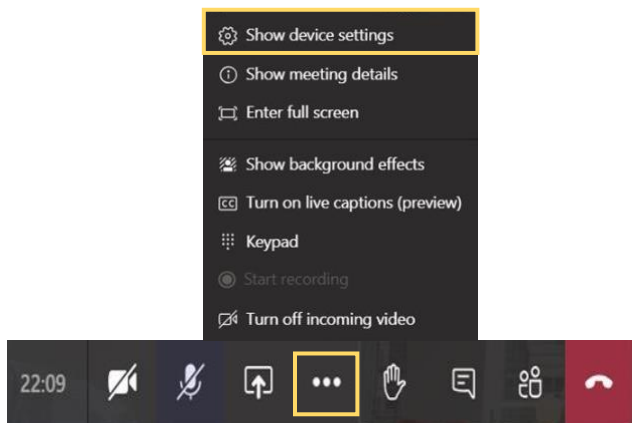 Show device settings
Show meeting details
Enter full screen
Show background effects
CC Turn on live captions (preview)
Keypad
Start recording
Turn off incoming video
22:09